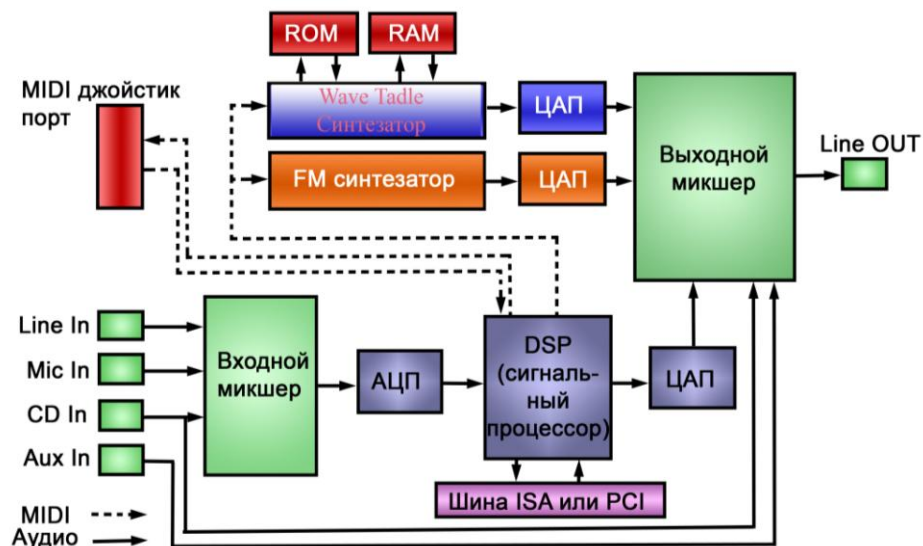 ROM
RAM
MIDI джойстик
порт
Wave Tadle
Синтезатор
ЦАП
FM синтезатор
ЦАП
Выходной
микшер
Line OUT
Line In
Mic In
CD In
Aux In
Входной
микшер
АЦП
DSP
(сигналь-
ный
процессор)
ЦАП
Шина ISA или PCI
MIDI
Аудио